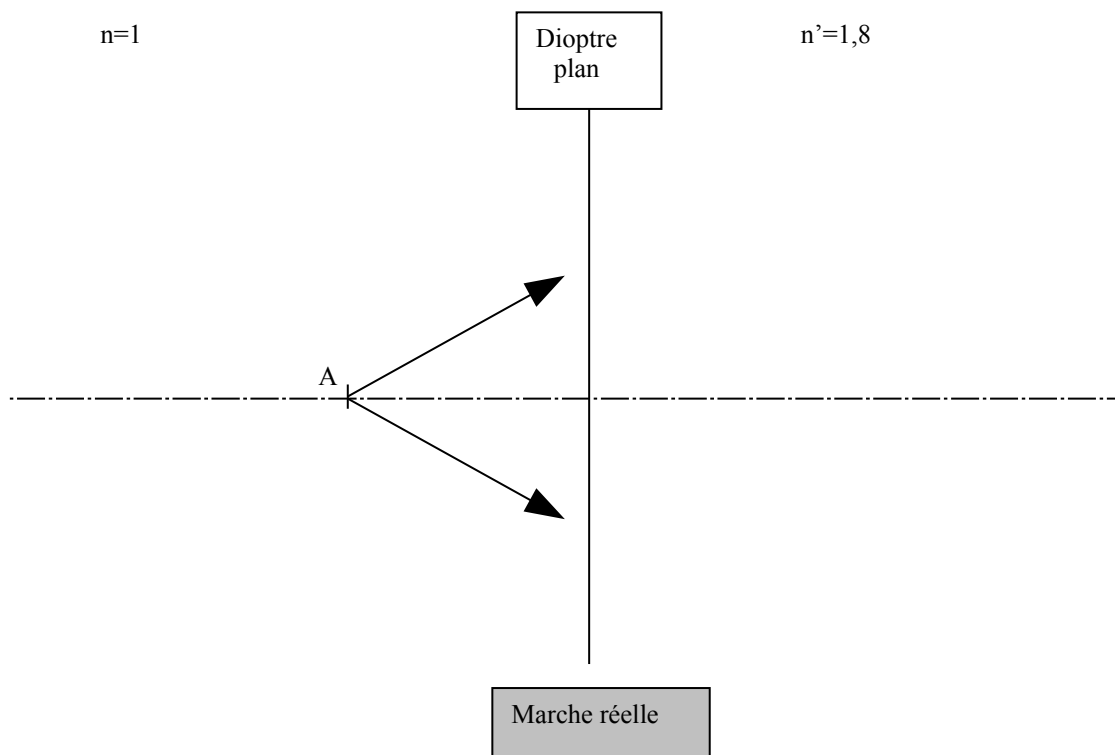 n=1
Dioptre
plan
n’=1,8
A
Marche réelle